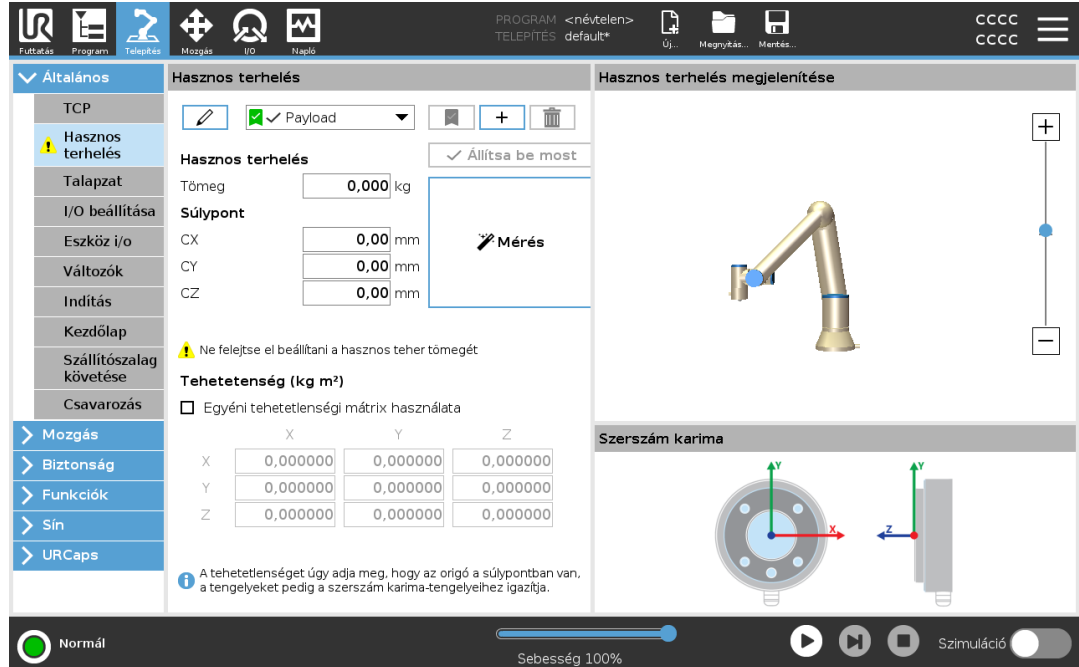 UR
Futtatás
Program
Telepítés
Mozgás
I/O
Napló
PROGRAM <névtelen>
TELEPÍTÉS default*
Új...
Megnyitás...
Mentés...
CCCC
CCCC
Általános
TCP
Hasznos
terhelés
Talapzat
I/O beállítása
Eszköz i/o
Változók
Indítás
Kezdőlap
Szállítószalag
követése
Csavarozás
Mozgás
Biztonság
Funkciók
Sín
URCaps
Hasznos terhelés
Payload
Állítsa be most
Hasznos terhelés
Tömeg 0,000 kg
Súlypont
CX 0,00 mm
CY 0,00 mm
CZ 0,00 mm
Mérés
Ne felejtse el beállítani a hasznos teher tömegét
Tehetetenség (kg m²)
Egyéni tehetetlenségi mátrix használata
X Y Z
X 0,000000 0,000000 0,000000
Y 0,000000 0,000000 0,000000
Z 0,000000 0,000000 0,000000
A tehetetlenséget úgy adja meg, hogy az origó a súlypontban van,
a tengelyeket pedig a szerszám karima-tengelyeihez igazítja.
Hasznos terhelés megjelenítése
Szerszám karima
Y
X
Y
Z
Normál
Sebesség 100%
Szimuláció